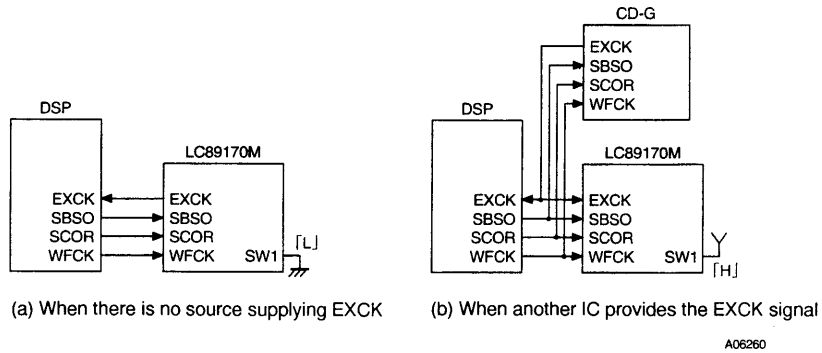 CD-G
EXCK
SBSO
SCOR
WFCK
DSP
EXCK
SBSO
SCOR
WFCK
LC89170M
EXCK
SBSO
SCOR
WFCK
SW1
「L」
DSP
EXCK
SBSO
SCOR
WFCK
LC89170M
EXCK
SBSO
SCOR
WFCK
SW1
「H」
(a) When there is no source supplying EXCK
(b) When another IC provides the EXCK signal
A06260